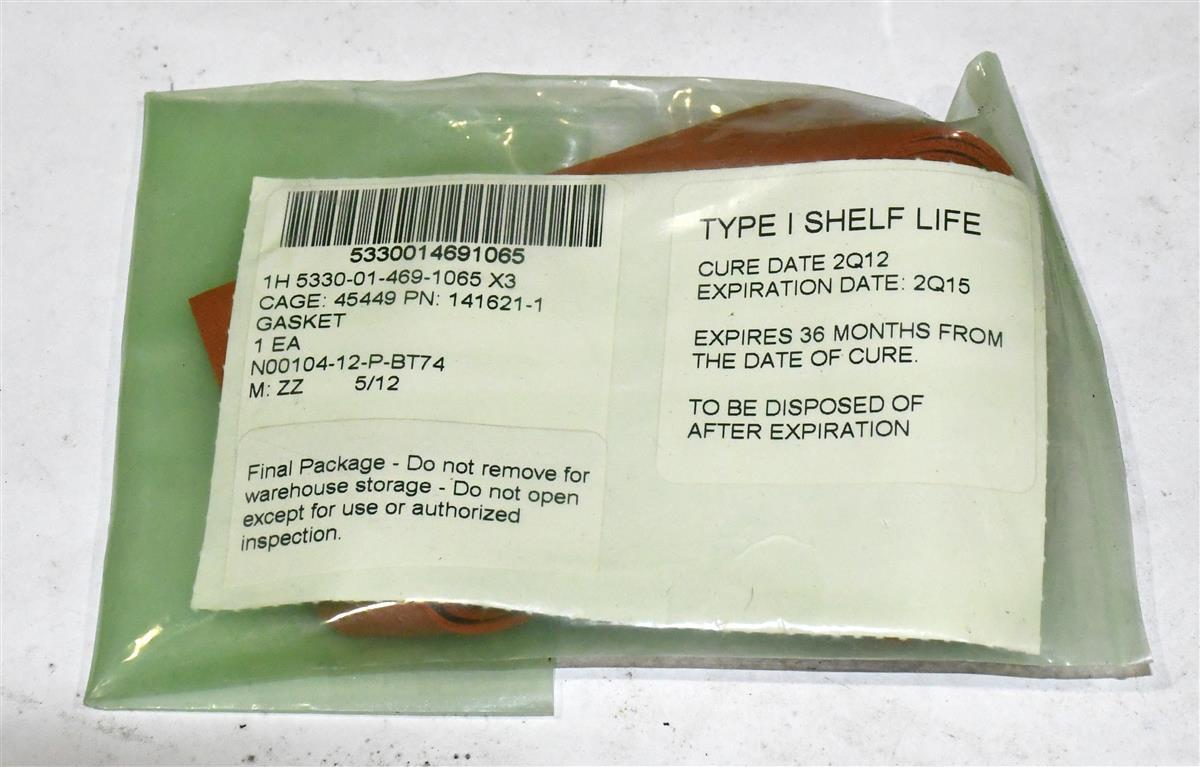 5330014691065
1H 5330-01-469-1065 X3
CAGE: 45449 PN: 141621-1
GASKET
1 EA
N00104-12-P-BT74
M: ZZ 5/12
Final Package - Do not remove for
warehouse storage - Do not open
except for use or authorized
inspection.
TYPE I SHELF LIFE
CURE DATE 2Q12
EXPIRATION DATE: 2Q15
EXPIRES 36 MONTHS FROM
THE DATE OF CURE.
TO BE DISPOSED OF
AFTER EXPIRATION